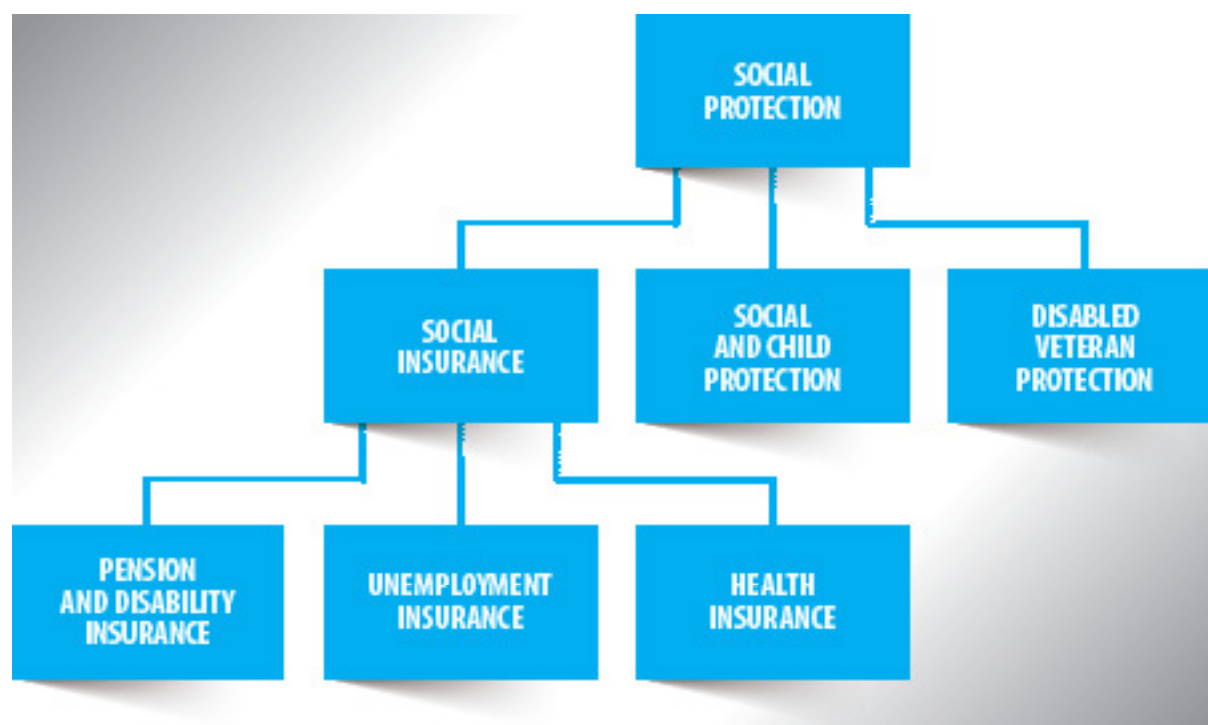 SOCIAL
PROTECTION
SOCIAL
INSURANCE
SOCIAL
AND CHILD
PROTECTION
DISABLED
VETERAN
PROTECTION
PENSION
AND DISABILITY
INSURANCE
UNEMPLOYMENT
INSURANCE
HEALTH
INSURANCE